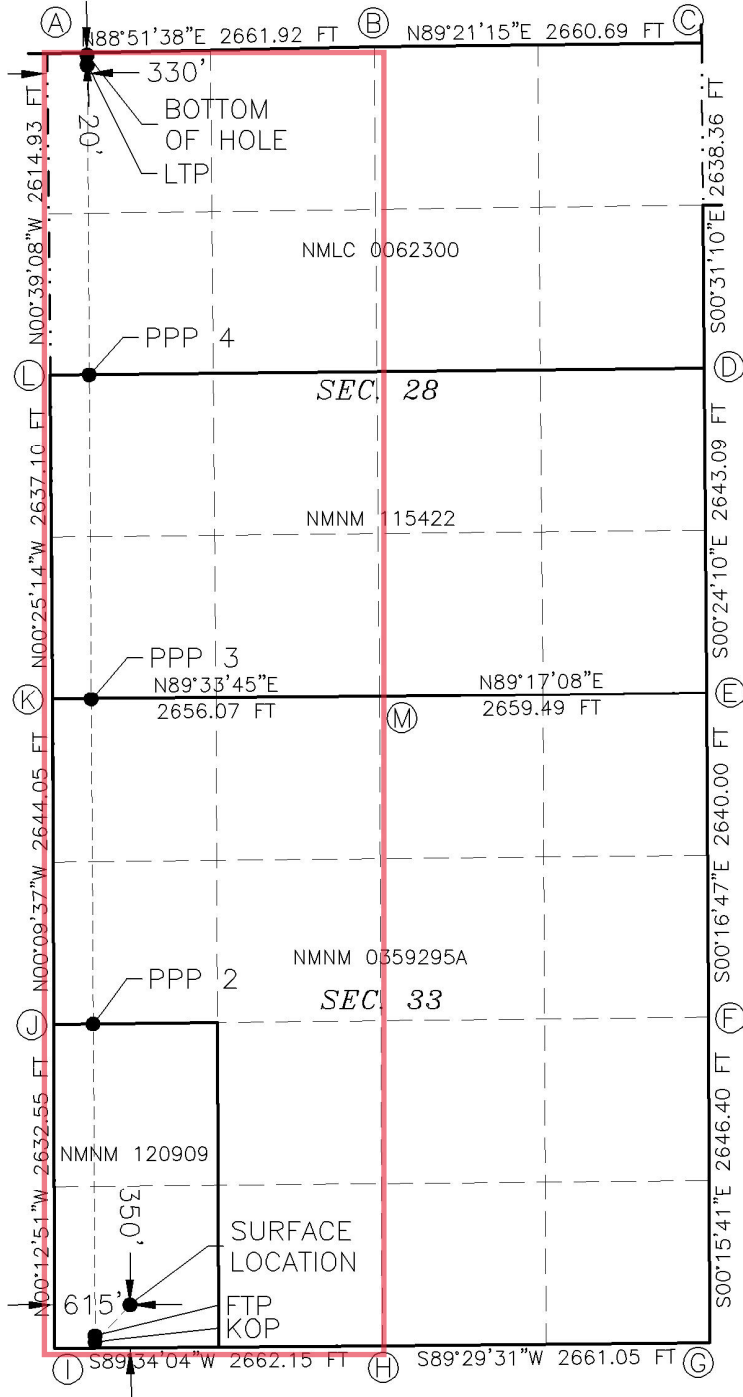 A
B
C
N88°51'38"E 2661.92 FT
N89°21'15"E 2660.69 FT
330'
BOTTOM
OF HOLE
LTP
20'
N00°39'08"W 2614.93 FT
S00°31'10"E 2638.36 FT
NMLC 0062300
PPP 4
L
D
SEC. 28
N00°25'14"W 2637.10 FT
S00°24'10"E 2643.09 FT
NMNM 115422
PPP 3
N89°33'45"E
2656.07 FT
N89°17'08"E
2659.49 FT
K
M
E
N00°09'37"W 2644.05 FT
S00°16'47"E 2640.00 FT
NMNM 0359295A
PPP 2
SEC. 33
J
F
N00°12'51"W 2632.55 FT
S00°15'41"E 2646.40 FT
NMNM 120909
350'
SURFACE
LOCATION
615'
FTP
KOP
I
S89°34'04"W 2662.15 FT
H
S89°29'31"W 2661.05 FT
G